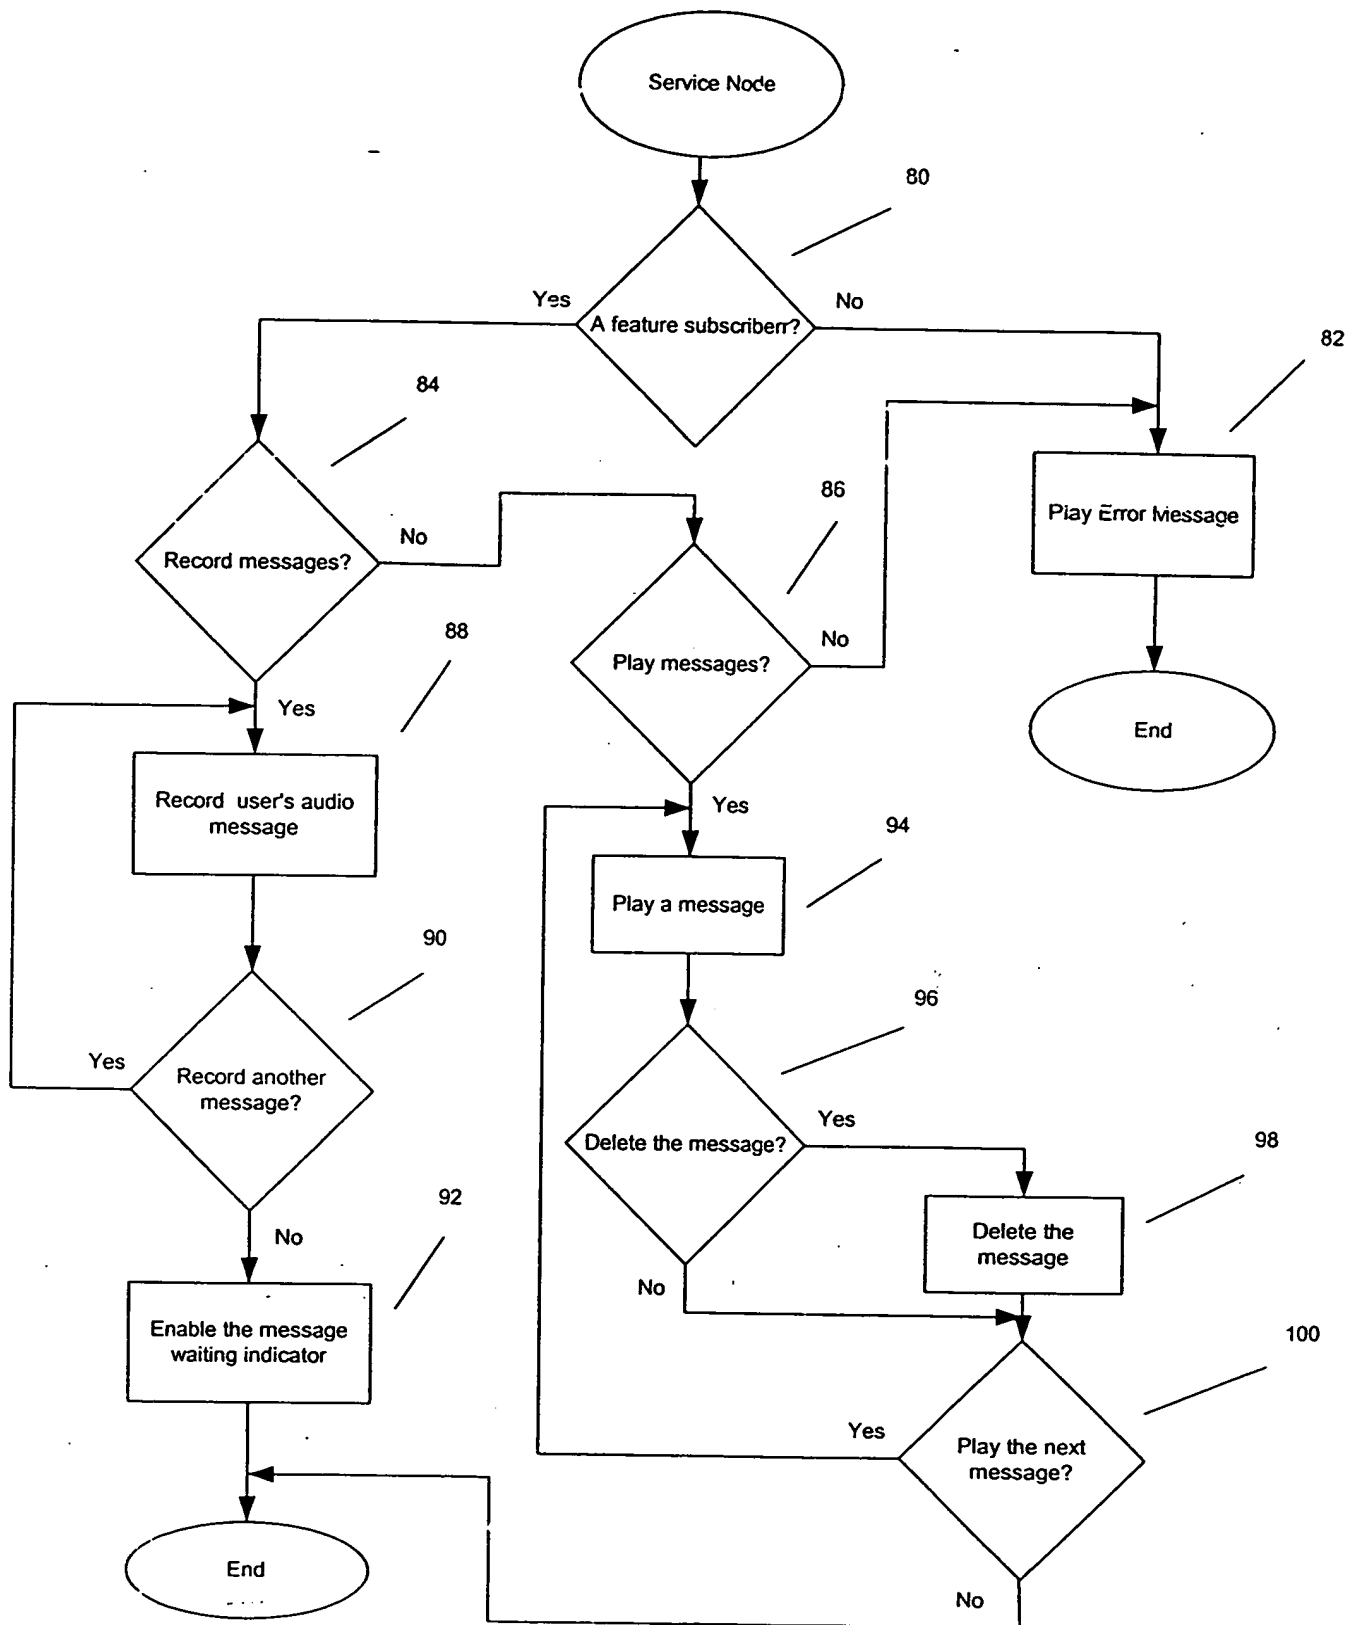 Service Node
80
Yes
No
A feature subscriberr?
82
84
86
Play Error Message
No
Record messages?
88
No
Play messages?
Yes
End
Record user's audio
message
Yes
94
Play a message
90
96
Yes
Record another
message?
Yes
Delete the message?
98
92
No
Delete the
message
No
Enable the message
waiting indicator
100
Yes
Play the next
message?
End
No